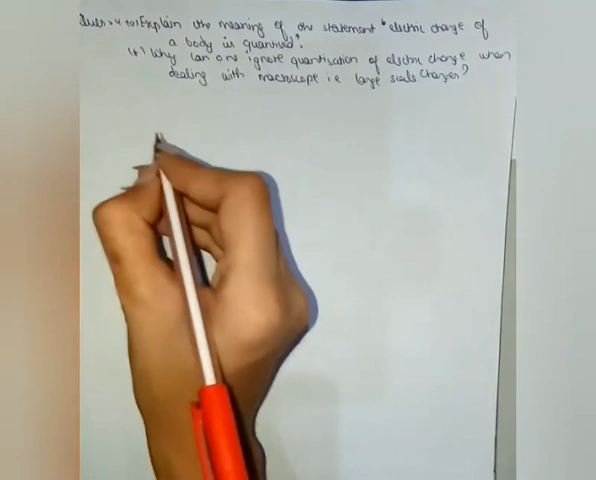 Ques > 4 (a) Explain the meaning of the statement "electric charge of
a body is quantised".
(b) Why can one ignore quantisation of electric charge when
dealing with macroscopic i.e large scale charges?